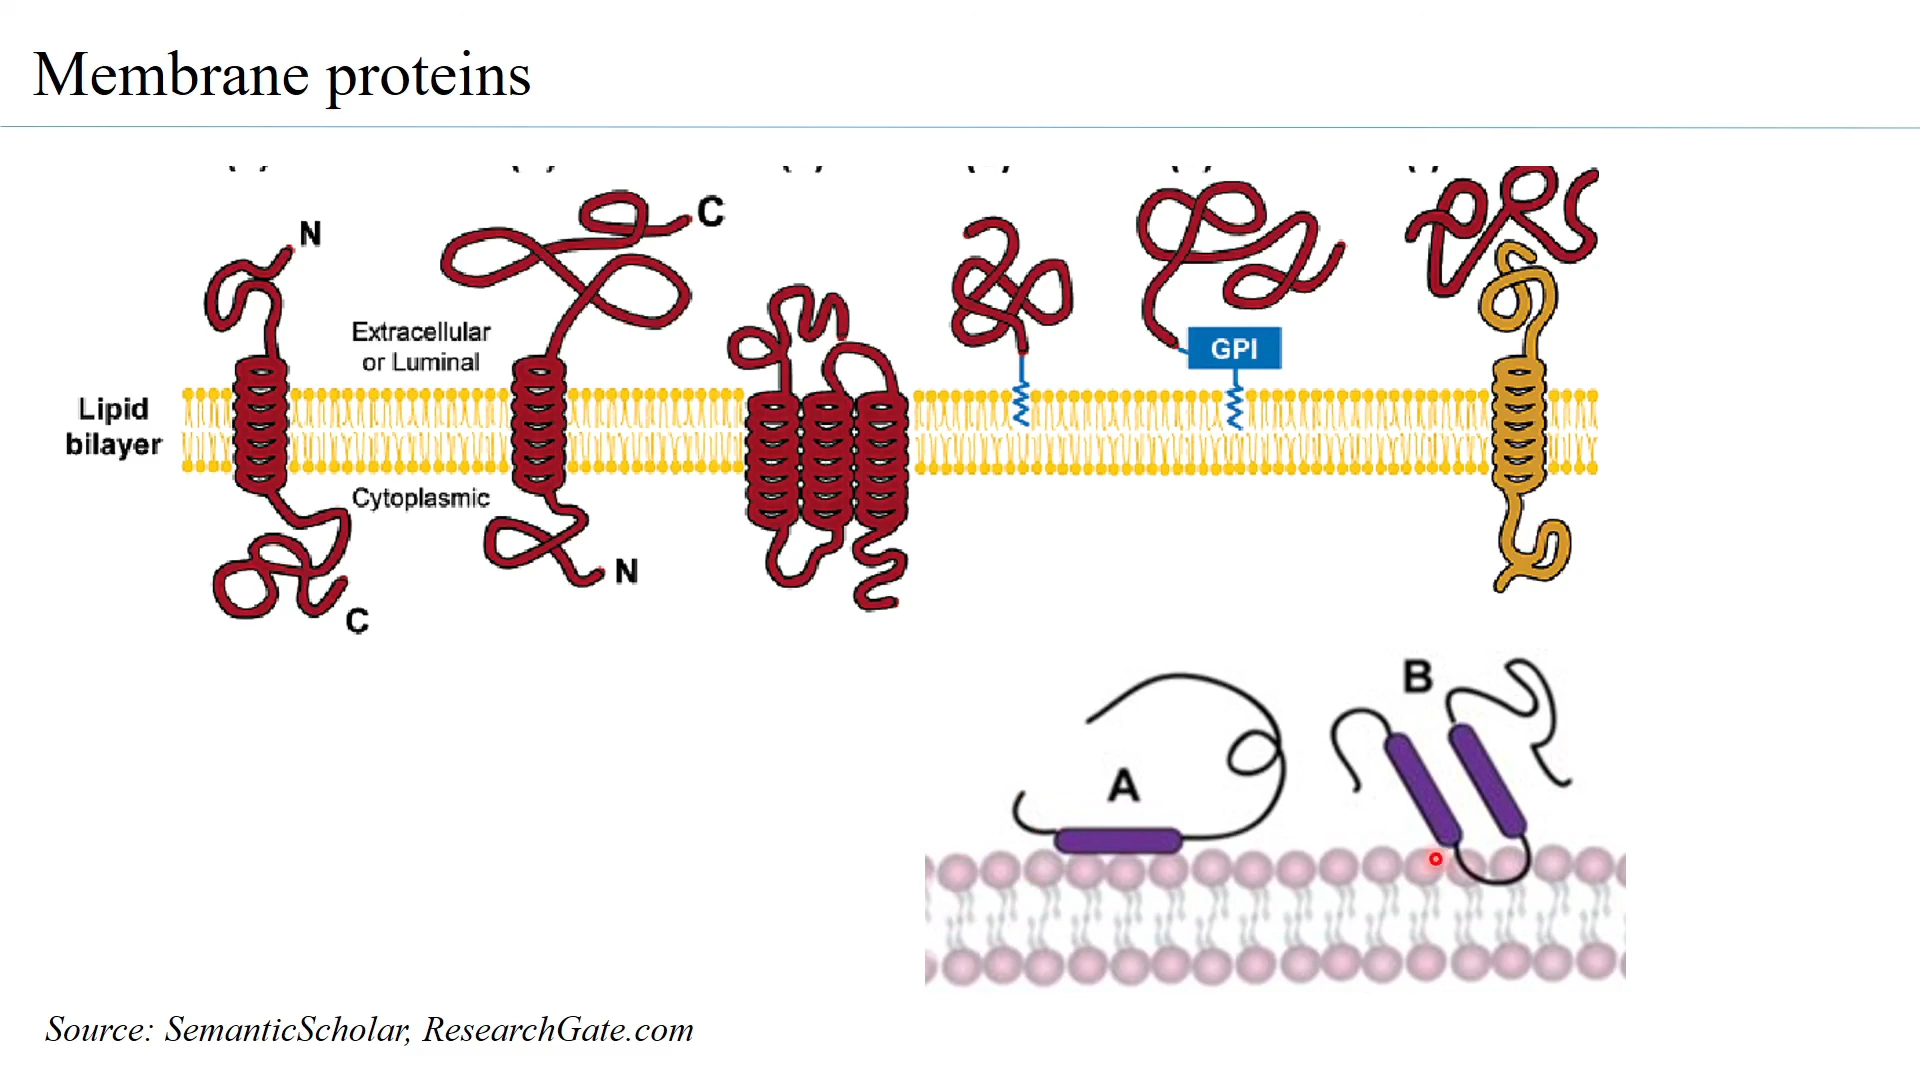 Membrane proteins
N
C
Extracellular
or Luminal
GPI
Lipid
bilayer
Cytoplasmic
N
C
B
A
Source: SemanticScholar, ResearchGate.com